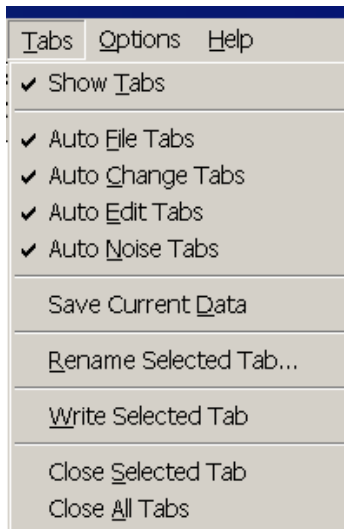 Tabs Options Help
Show Tabs
Auto File Tabs
Auto Change Tabs
Auto Edit Tabs
Auto Noise Tabs
Save Current Data
Rename Selected Tab...
Write Selected Tab
Close Selected Tab
Close All Tabs